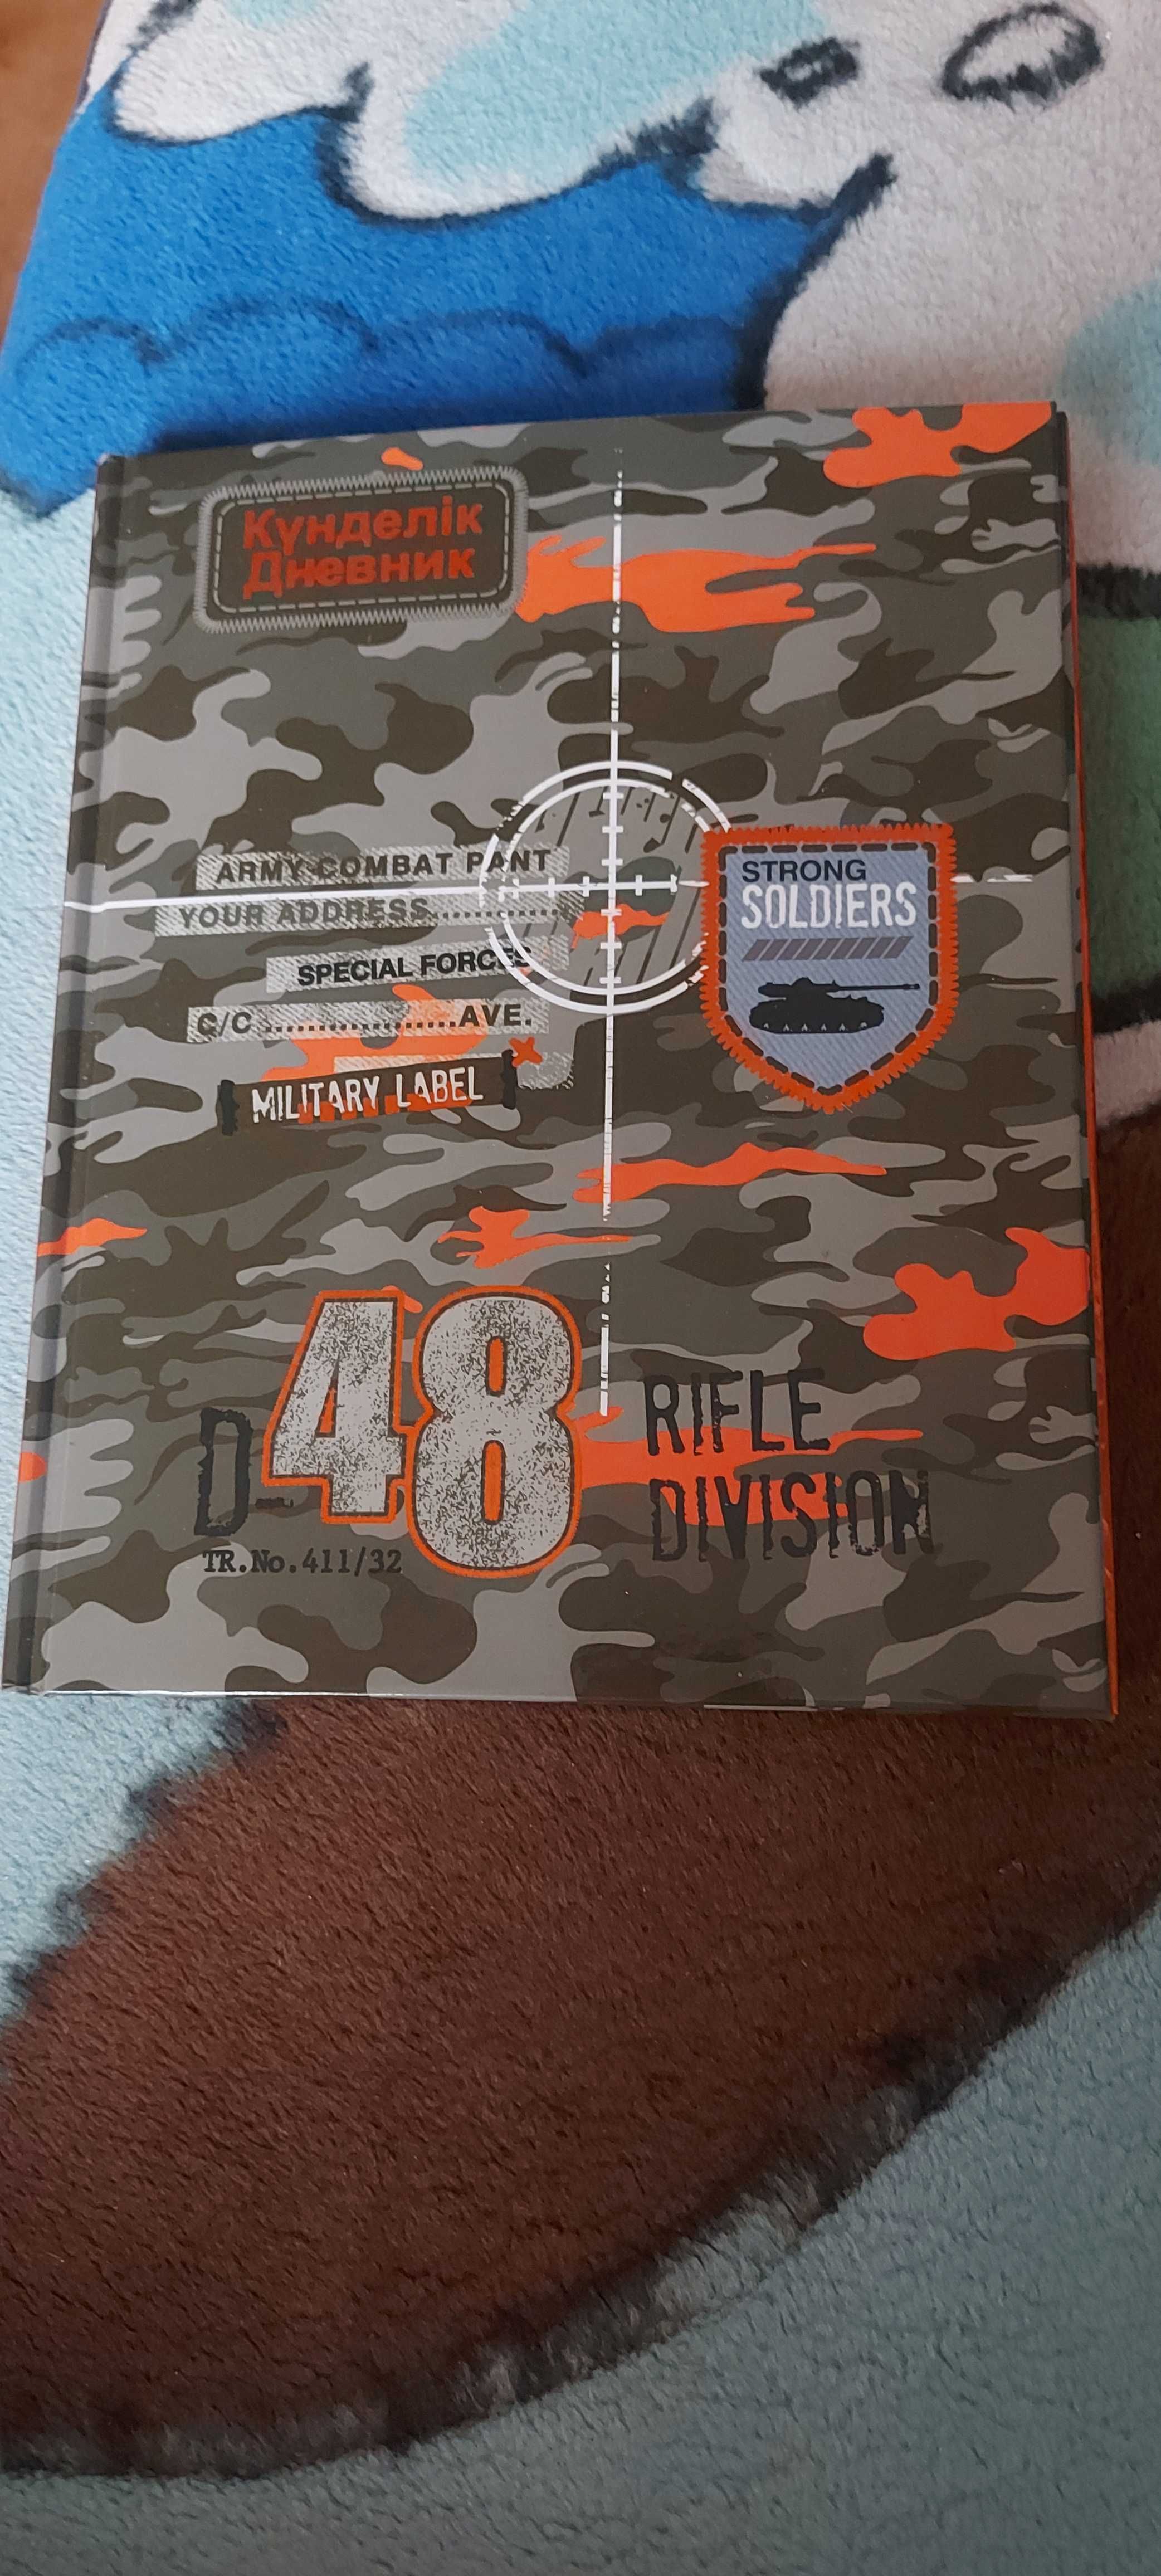 Күнделік
Дневник
ARMY COMBAT PANT
YOUR ADDRESS..............
SPECIAL FORCES
C/C ...................AVE.
MILITARY LABEL
STRONG
SOLDIERS
D-48
TR.No.411/32
RIFLE
DIVISION